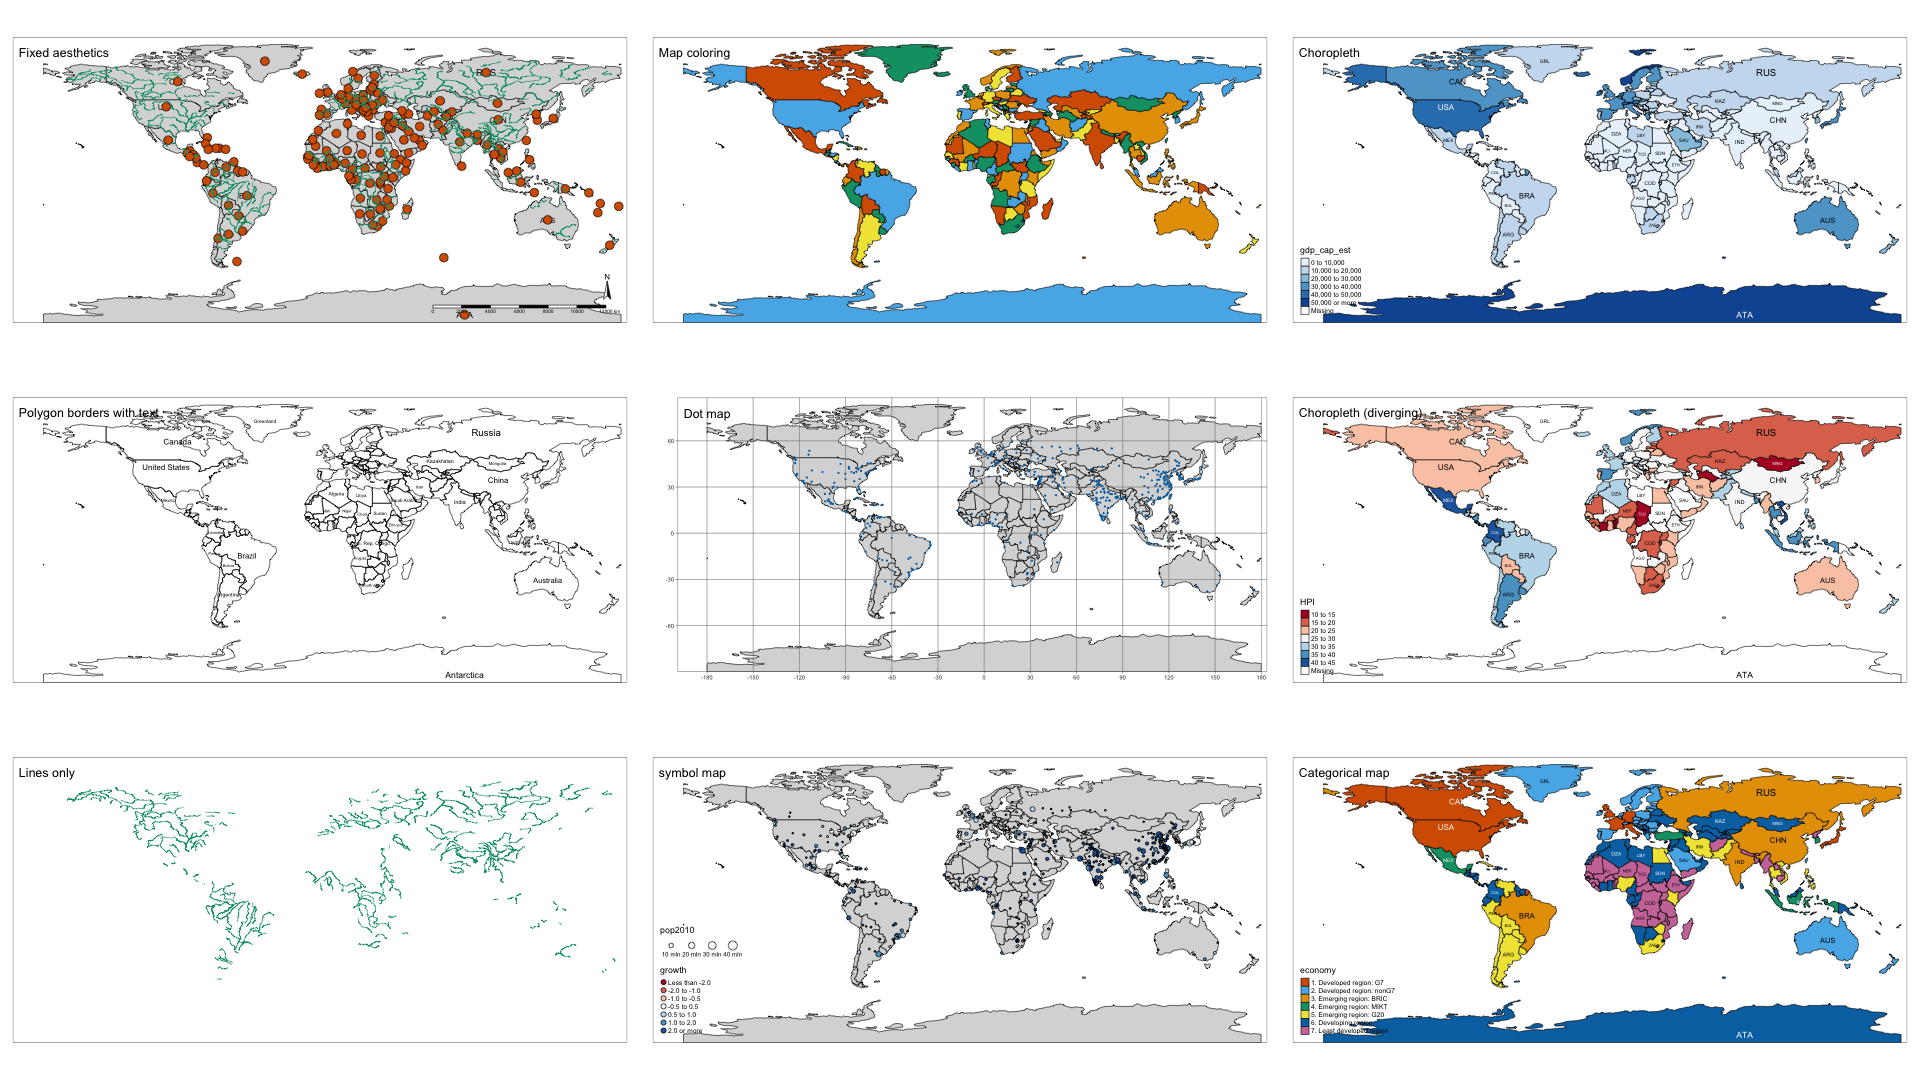 Fixed aesthetics
N
0
4000
6000
8000
10000
12000 km
Map coloring
Choropleth
GRL
RUS
CAN
USA
KAZ
MNG
CHN
MEX
DZA
LBY
IRN
SAU
IND
NER
TCD
SDN
ETH
COL
COD
BRA
AGO
BOL
ARG
ZAF
AUS
gdp_cap_est
0 to 10,000
10,000 to 20,000
20,000 to 30,000
30,000 to 40,000
40,000 to 50,000
50,000 or more
Missing
ATA
Polygon borders with text
Greenland
Canada
Russia
United States
Kazakhstan
Mongolia
China
Mexico
Algeria
Libya
Iran
Saudi Arabia
India
Niger
Chad
Sudan
Brazil
Bolivia
Angola
Argentina
Australia
Antarctica
Dot map
60
30
0
-30
-60
-180
-150
-120
-90
-60
-30
0
30
60
90
120
150
180
Choropleth (diverging)
GRL
RUS
CAN
USA
KAZ
MNG
CHN
MEX
DZA
LBY
IRN
SAU
IND
NER
TCD
SDN
ETH
COL
COD
BRA
AGO
BOL
ARG
ZAF
AUS
HPI
10 to 15
15 to 20
20 to 25
25 to 30
30 to 35
35 to 40
40 to 45
Missing
ATA
Lines only
symbol map
pop2010
10 mln 20 mln 30 mln 40 mln
growth
Less than -2.0
-2.0 to -1.0
-1.0 to -0.5
-0.5 to 0.5
0.5 to 1.0
1.0 to 2.0
2.0 or more
Categorical map
GRL
RUS
CAN
USA
KAZ
MNG
CHN
MEX
DZA
LBY
IRN
SAU
IND
NER
TCD
SDN
ETH
COL
COD
BRA
AGO
BOL
ARG
ZAF
AUS
economy
1. Developed region: G7
2. Developed region: nonG7
3. Emerging region: BRIC
4. Emerging region: MIKT
5. Emerging region: G20
6. Developing region
7. Least developed region
ATA